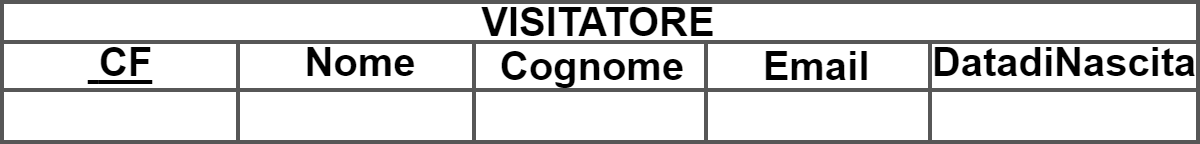 VISITATORE
CF Nome Cognome Email DatadiNascita